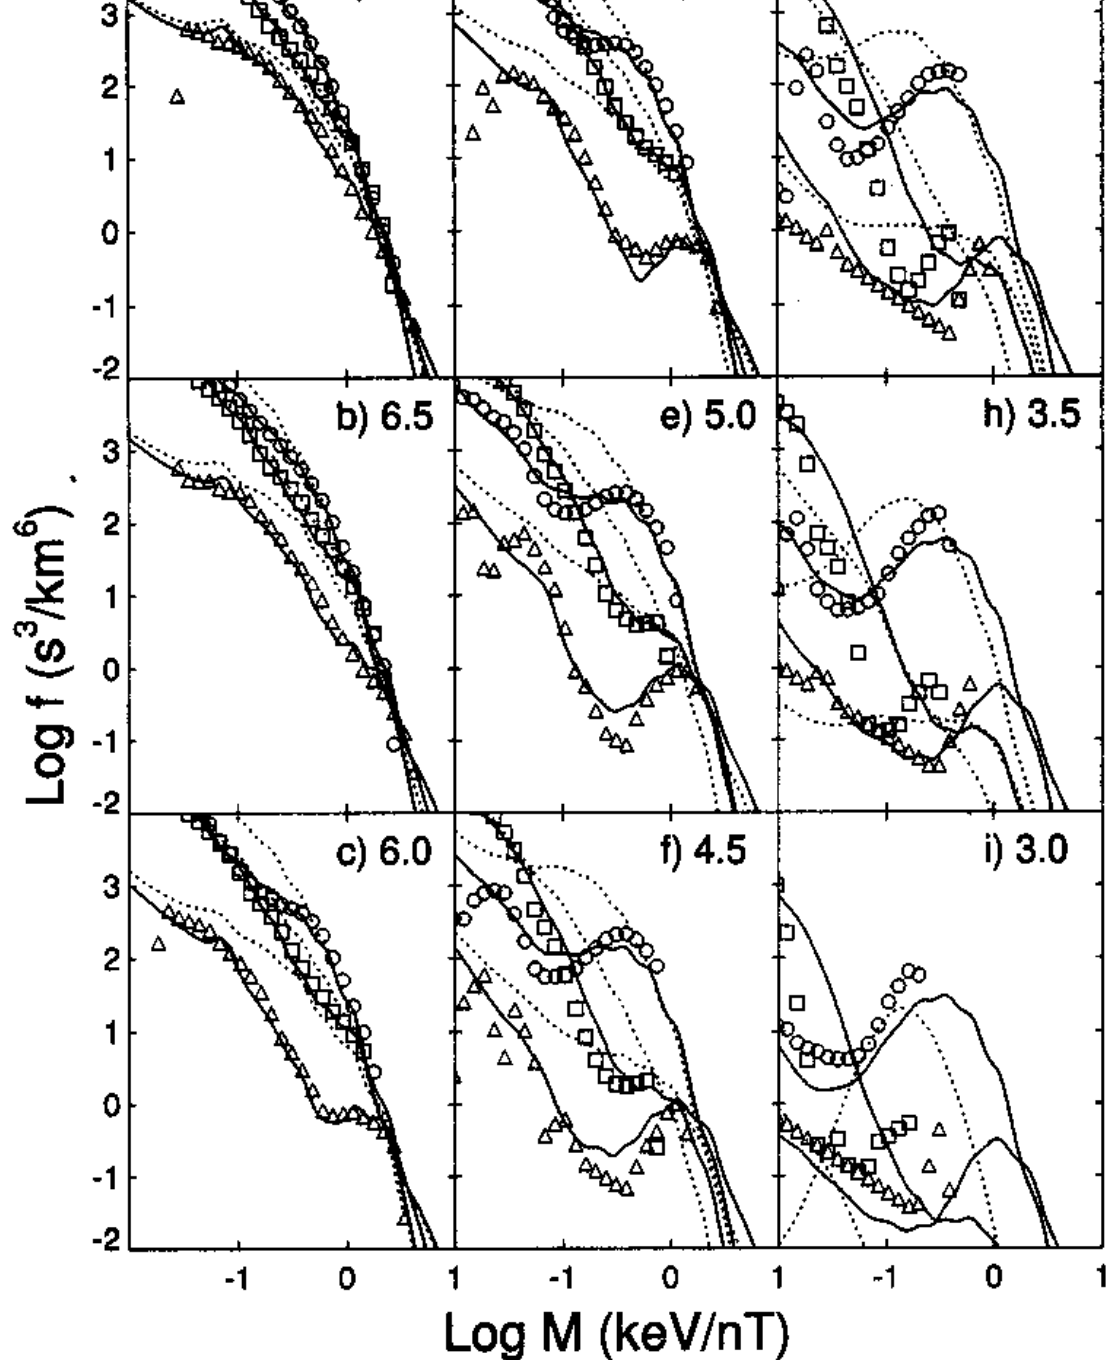 3
2
1
0
-1
-2
b) 6.5
e) 5.0
h) 3.5
3
2
1
0
-1
-2
c) 6.0
f) 4.5
i) 3.0
3
2
1
0
-1
-2
-1 0 1 -1 0 1 -1 0 1
Log f (s³/km⁶)
Log M (keV/nT)